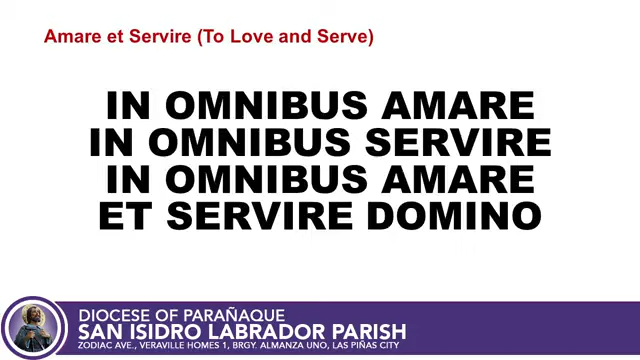 Amare et Servire (To Love and Serve)
IN OMNIBUS AMARE
IN OMNIBUS SERVIRE
IN OMNIBUS AMARE
ET SERVIRE DOMINO
DIOCESE OF PARAÑAQUE
SAN ISIDRO LABRADOR PARISH
ZODIAC AVE., VERAVILLE HOMES 1, BRGY. ALMANZA UNO, LAS PIÑAS CITY